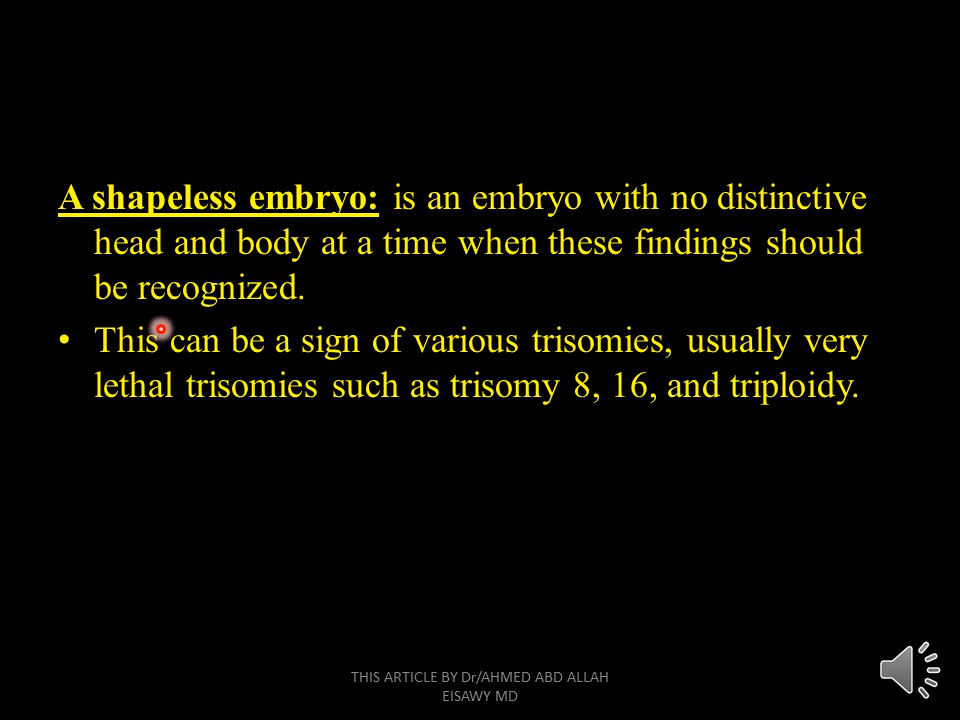 A shapeless embryo: is an embryo with no distinctive
head and body at a time when these findings should
be recognized.
• This can be a sign of various trisomies, usually very
lethal trisomies such as trisomy 8, 16, and triploidy.
THIS ARTICLE BY Dr/AHMED ABD ALLAH
EISAWY MD